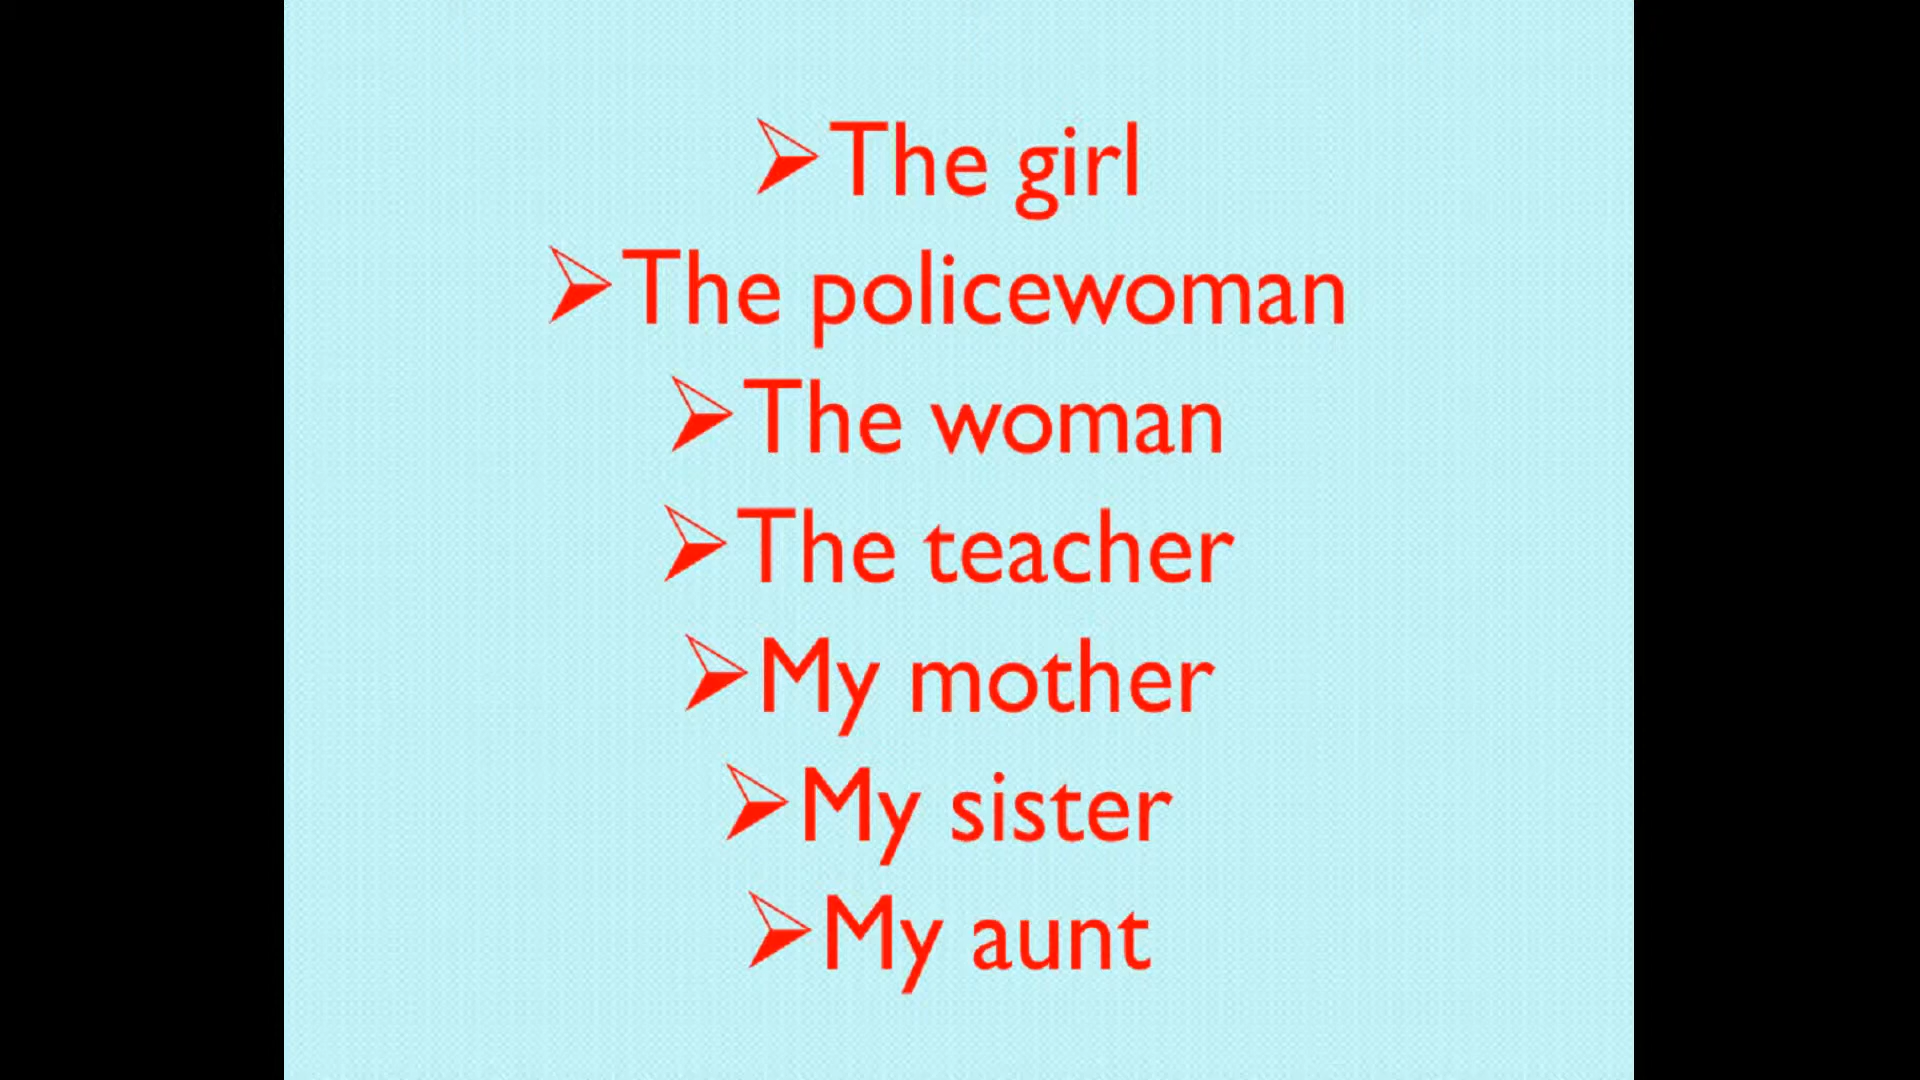 ➢The girl
➢The policewoman
➢The woman
➢The teacher
➢My mother
➢My sister
➢My aunt